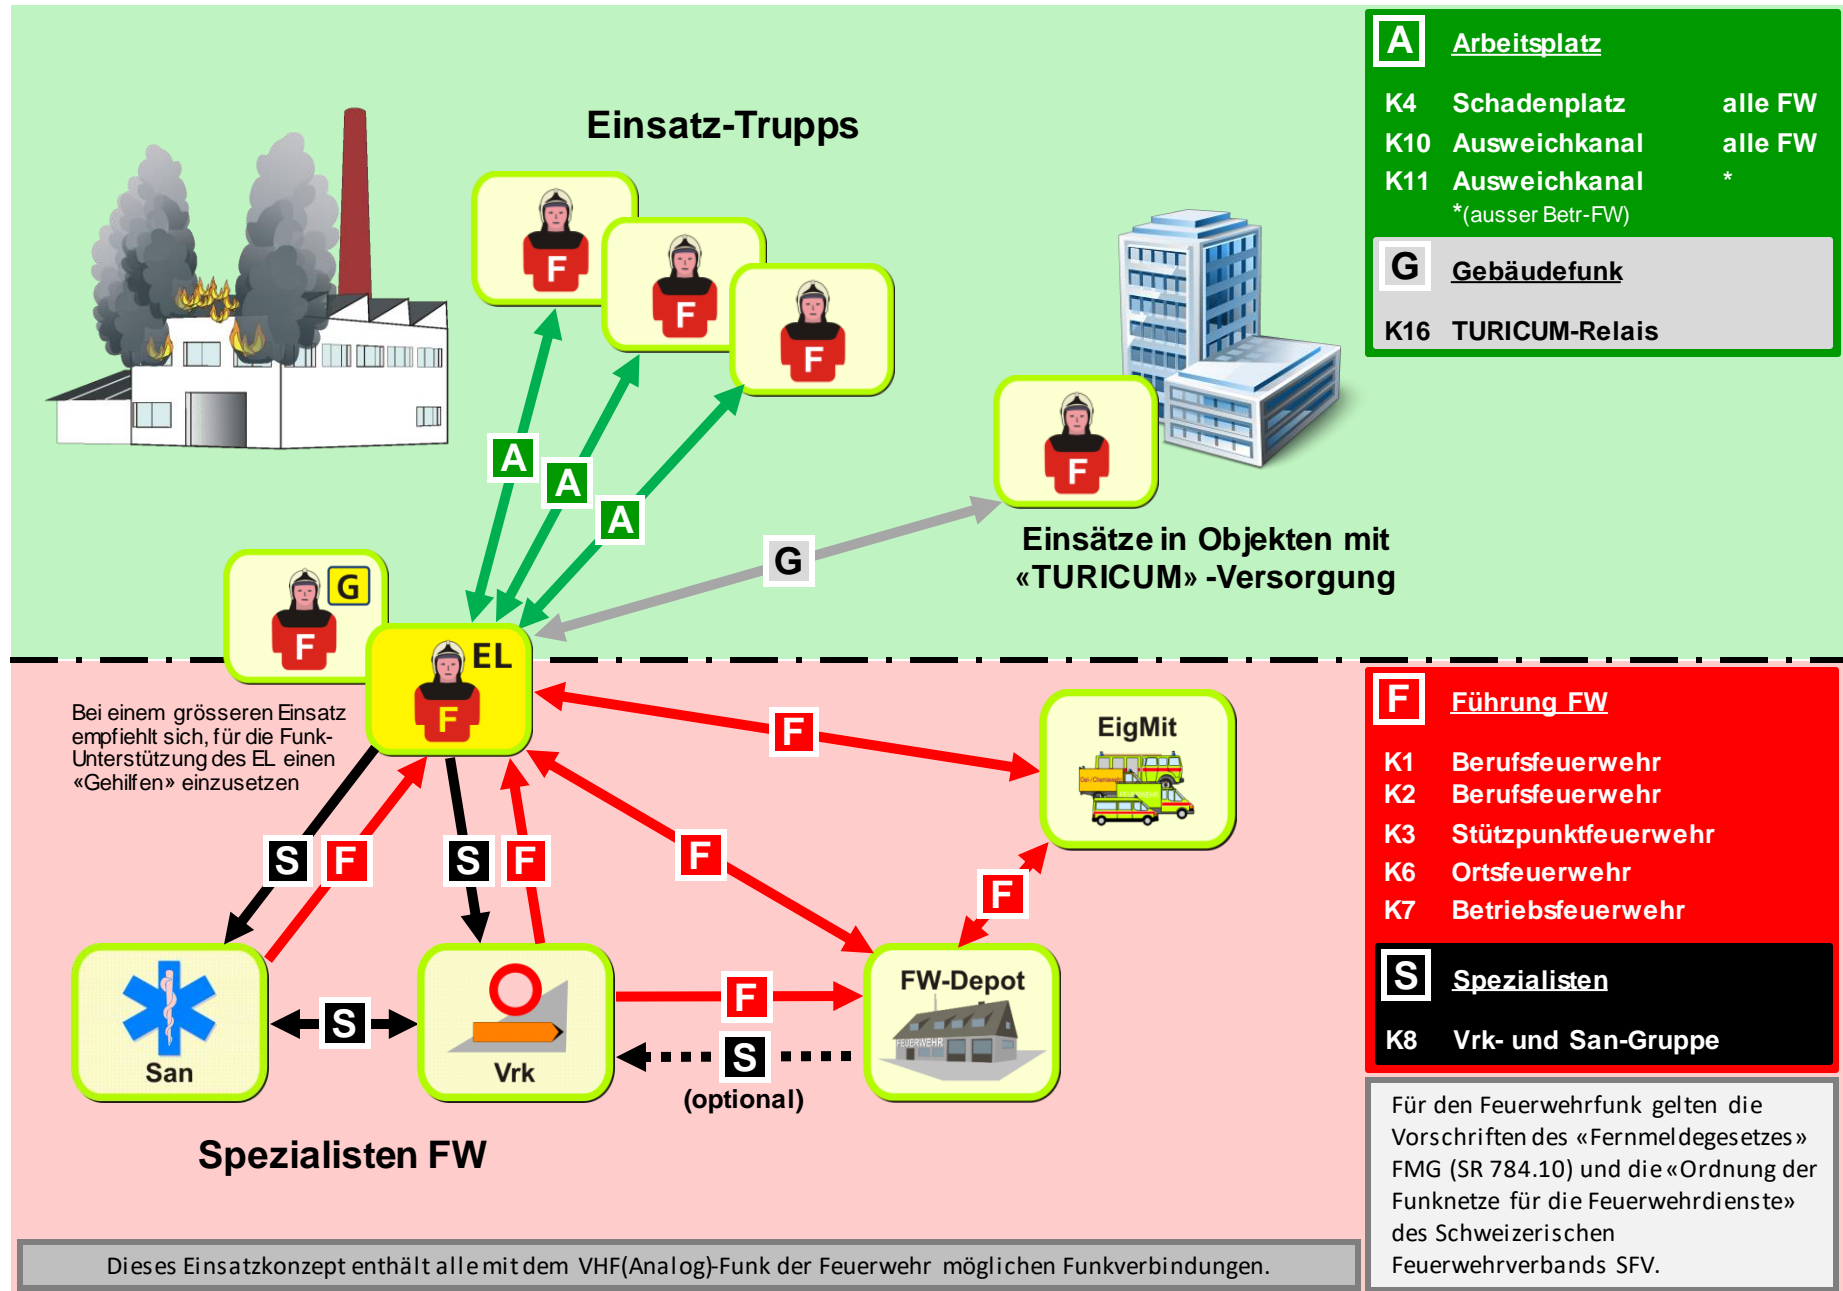 Einsatz-Trupps
F
F
F
A
A
A
G
F
Einsätze in Objekten mit
«TURICUM» -Versorgung
G
F
EL
F
Bei einem grösseren Einsatz
empfiehlt sich, für die Funk-
Unterstützung des EL einen
«Gehilfen» einzusetzen
F
EigMit
Oel-/Chemiewehr
FEUERWEHR
S
F
S
F
F
F
San
S
Vrk
F
S
(optional)
FW-Depot
FEUERWEHR
Spezialisten FW
Dieses Einsatzkonzept enthält alle mit dem VHF(Analog)-Funk der Feuerwehr möglichen Funkverbindungen.
A Arbeitsplatz
K4 Schadenplatz alle FW
K10 Ausweichkanal alle FW
K11 Ausweichkanal *
*(ausser Betr-FW)
G Gebäudefunk
K16 TURICUM-Relais
F Führung FW
K1 Berufsfeuerwehr
K2 Berufsfeuerwehr
K3 Stützpunktfeuerwehr
K6 Ortsfeuerwehr
K7 Betriebsfeuerwehr
S Spezialisten
K8 Vrk- und San-Gruppe
Für den Feuerwehrfunk gelten die
Vorschriften des «Fernmeldegesetzes»
FMG (SR 784.10) und die «Ordnung der
Funknetze für die Feuerwehrdienste»
des Schweizerischen
Feuerwehrverbands SFV.